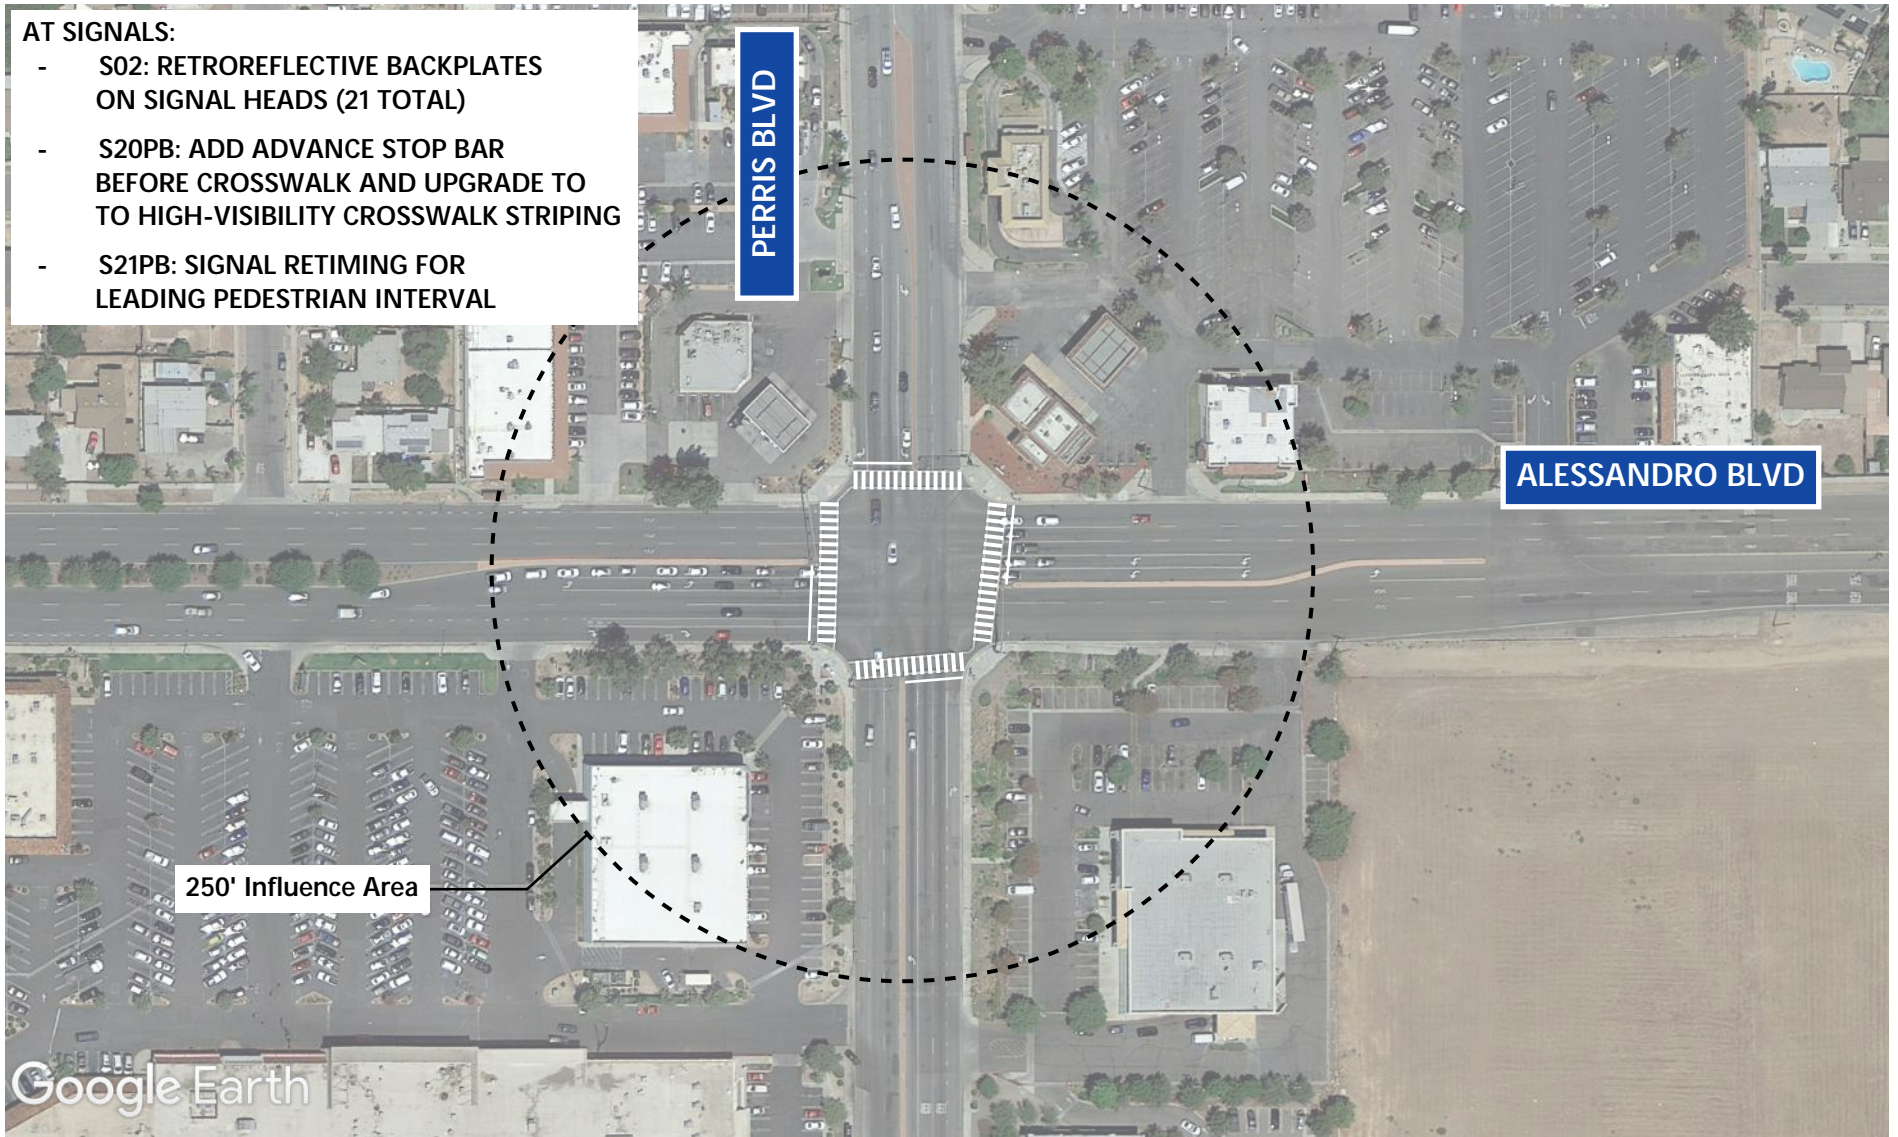 AT SIGNALS:
- S02: RETROREFLECTIVE BACKPLATES
ON SIGNAL HEADS (21 TOTAL)
- S20PB: ADD ADVANCE STOP BAR
BEFORE CROSSWALK AND UPGRADE TO
TO HIGH-VISIBILITY CROSSWALK STRIPING
- S21PB: SIGNAL RETIMING FOR
LEADING PEDESTRIAN INTERVAL
PERRIS BLVD
ALESSANDRO BLVD
250' Influence Area
Google Earth